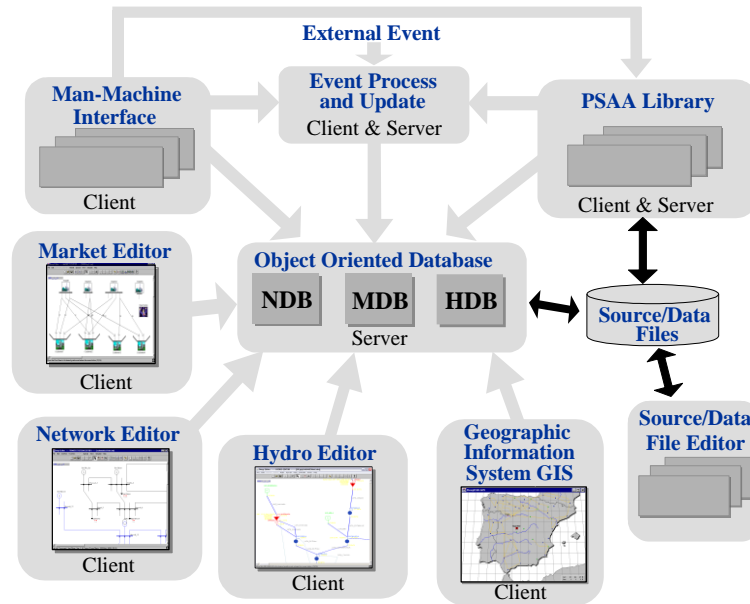 External Event
Man-Machine
Interface
Client
Event Process
and Update
Client & Server
PSAA Library
Client & Server
Market Editor
Client
Object Oriented Database
NDB
MDB
HDB
Server
Source/Data
Files
Network Editor
Client
Hydro Editor
Client
Geographic
Information
System GIS
Client
Source/Data
File Editor